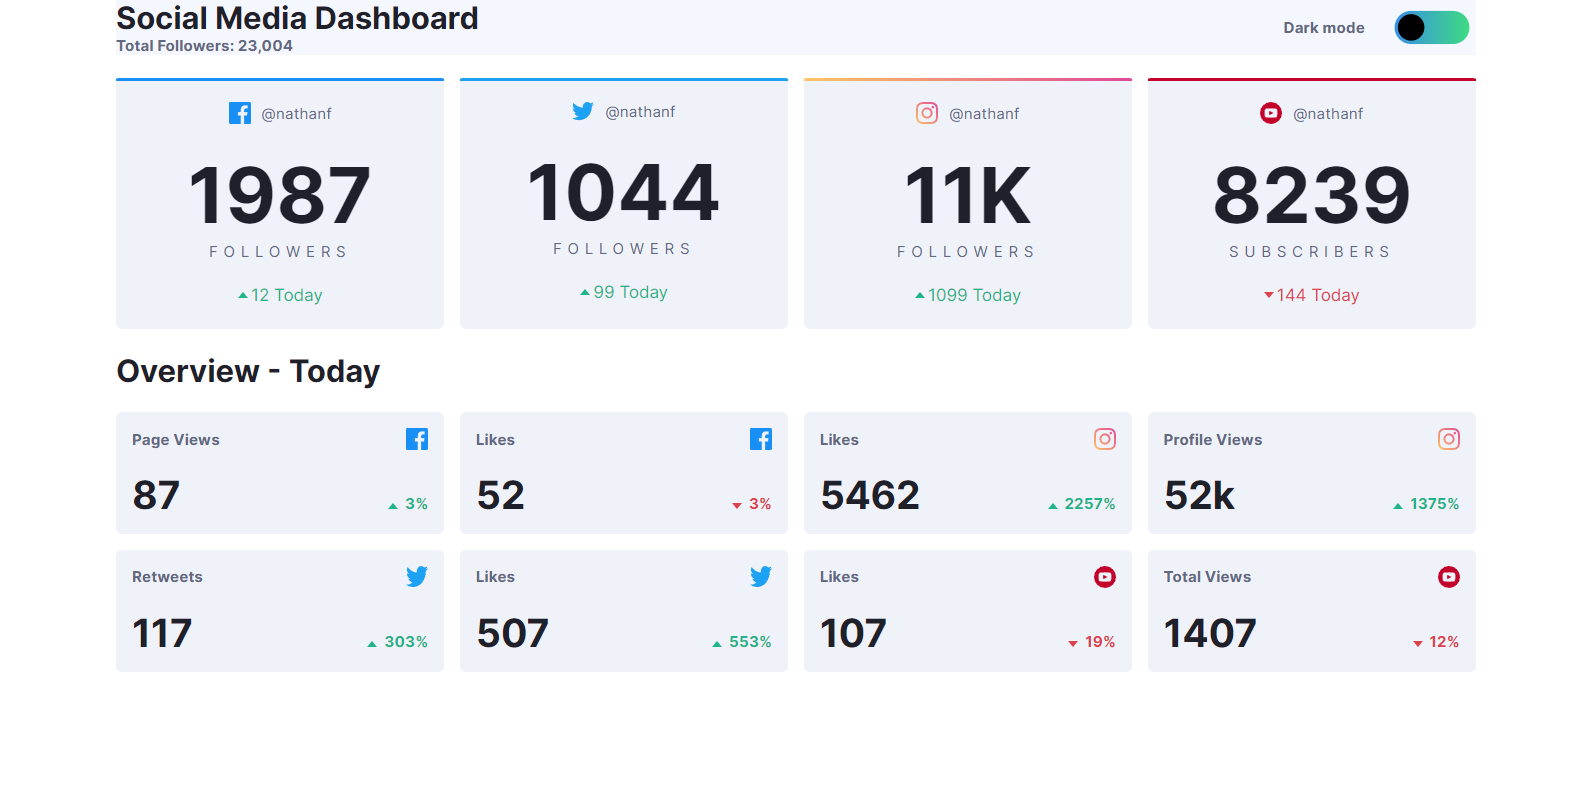 Social Media Dashboard
Total Followers: 23,004
Dark mode
@nathanf
1987
FOLLOWERS
12 Today
@nathanf
1044
FOLLOWERS
99 Today
@nathanf
11K
FOLLOWERS
1099 Today
@nathanf
8239
SUBSCRIBERS
144 Today
Overview - Today
Page Views
87
3%
Likes
52
3%
Likes
5462
2257%
Profile Views
52k
1375%
Retweets
117
303%
Likes
507
553%
Likes
107
19%
Total Views
1407
12%